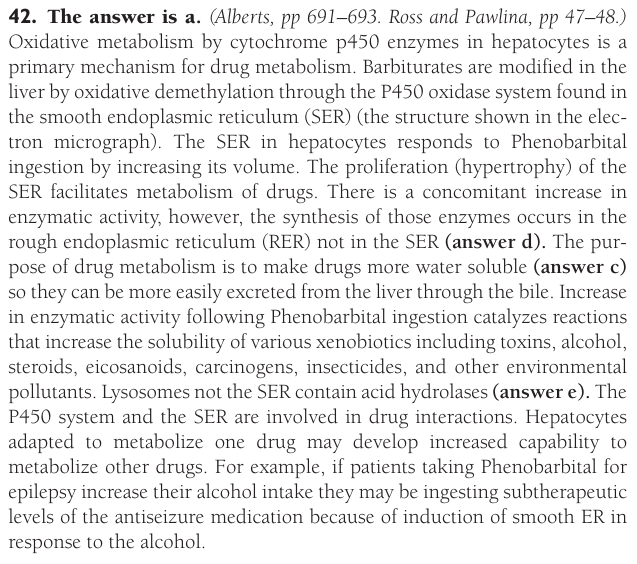 42. The answer is a. (Alberts, pp 691–693. Ross and Pawlina, pp 47–48.)
Oxidative metabolism by cytochrome p450 enzymes in hepatocytes is a
primary mechanism for drug metabolism. Barbiturates are modified in the
liver by oxidative demethylation through the P450 oxidase system found in
the smooth endoplasmic reticulum (SER) (the structure shown in the elec-
tron micrograph). The SER in hepatocytes responds to Phenobarbital
ingestion by increasing its volume. The proliferation (hypertrophy) of the
SER facilitates metabolism of drugs. There is a concomitant increase in
enzymatic activity, however, the synthesis of those enzymes occurs in the
rough endoplasmic reticulum (RER) not in the SER (answer d). The pur-
pose of drug metabolism is to make drugs more water soluble (answer c)
so they can be more easily excreted from the liver through the bile. Increase
in enzymatic activity following Phenobarbital ingestion catalyzes reactions
that increase the solubility of various xenobiotics including toxins, alcohol,
steroids, eicosanoids, carcinogens, insecticides, and other environmental
pollutants. Lysosomes not the SER contain acid hydrolases (answer e). The
P450 system and the SER are involved in drug interactions. Hepatocytes
adapted to metabolize one drug may develop increased capability to
metabolize other drugs. For example, if patients taking Phenobarbital for
epilepsy increase their alcohol intake they may be ingesting subtherapeutic
levels of the antiseizure medication because of induction of smooth ER in
response to the alcohol.